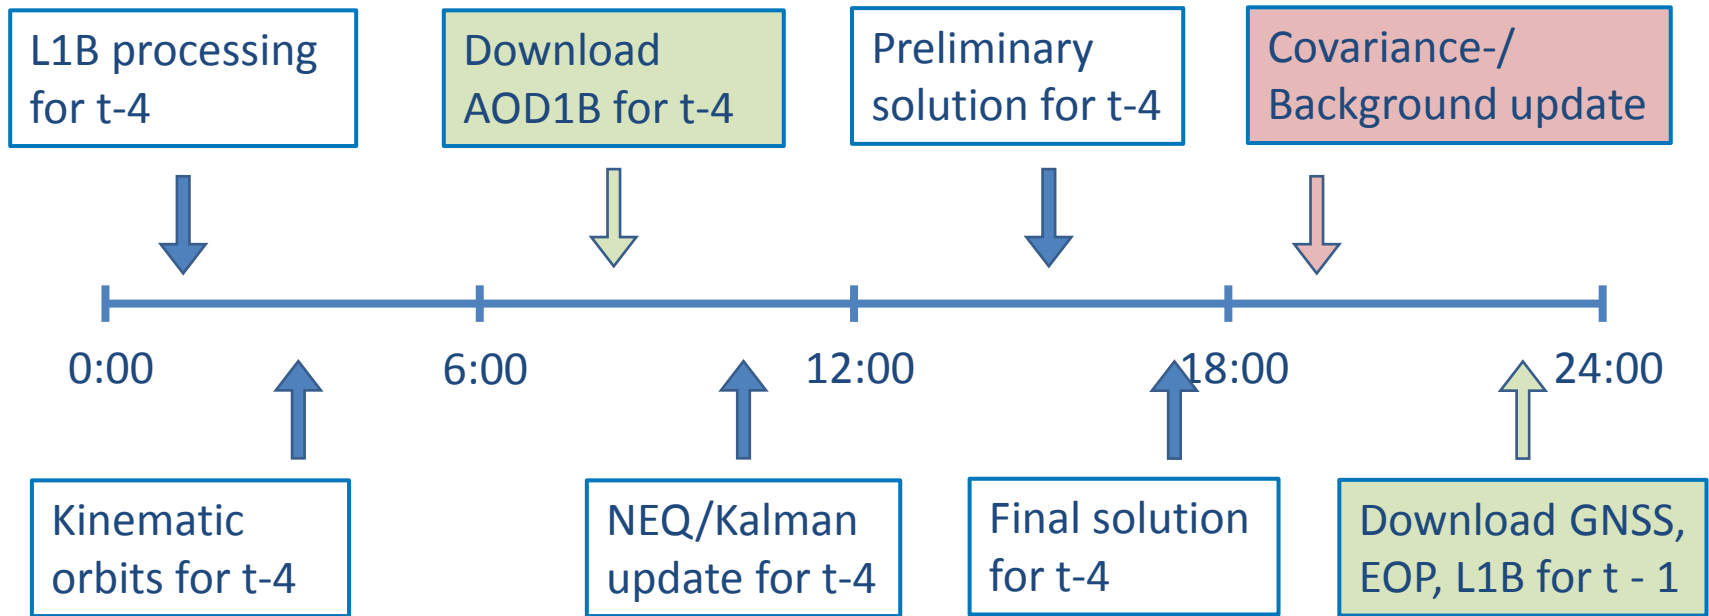 L1B processing
for t-4
Download
AOD1B for t-4
Preliminary
solution for t-4
Covariance-/
Background update
0:00
6:00
12:00
18:00
24:00
Kinematic
orbits for t-4
NEQ/Kalman
update for t-4
Final solution
for t-4
Download GNSS,
EOP, L1B for t - 1